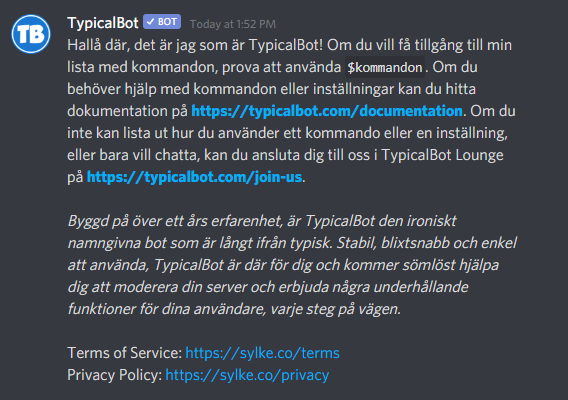 TB
TypicalBot BOT Today at 1:52 PM
Hallå där, det är jag som är TypicalBot! Om du vill få tillgång till min
lista med kommandon, prova att använda $kommandon. Om du
behöver hjälp med kommandon eller inställningar kan du hitta
dokumentation på https://typicalbot.com/documentation. Om du
inte kan lista ut hur du använder ett kommando eller en inställning,
eller bara vill chatta, kan du ansluta dig till oss i TypicalBot Lounge
på https://typicalbot.com/join-us.
Byggd på över ett års erfarenhet, är TypicalBot den ironiskt
namngivna bot som är långt ifrån typisk. Stabil, blixtsnabb och enkel
att använda, TypicalBot är där för dig och kommer sömlöst hjälpa
dig att moderera din server och erbjuda några underhållande
funktioner för dina användare, varje steg på vägen.
Terms of Service: https://sylke.co/terms
Privacy Policy: https://sylke.co/privacy